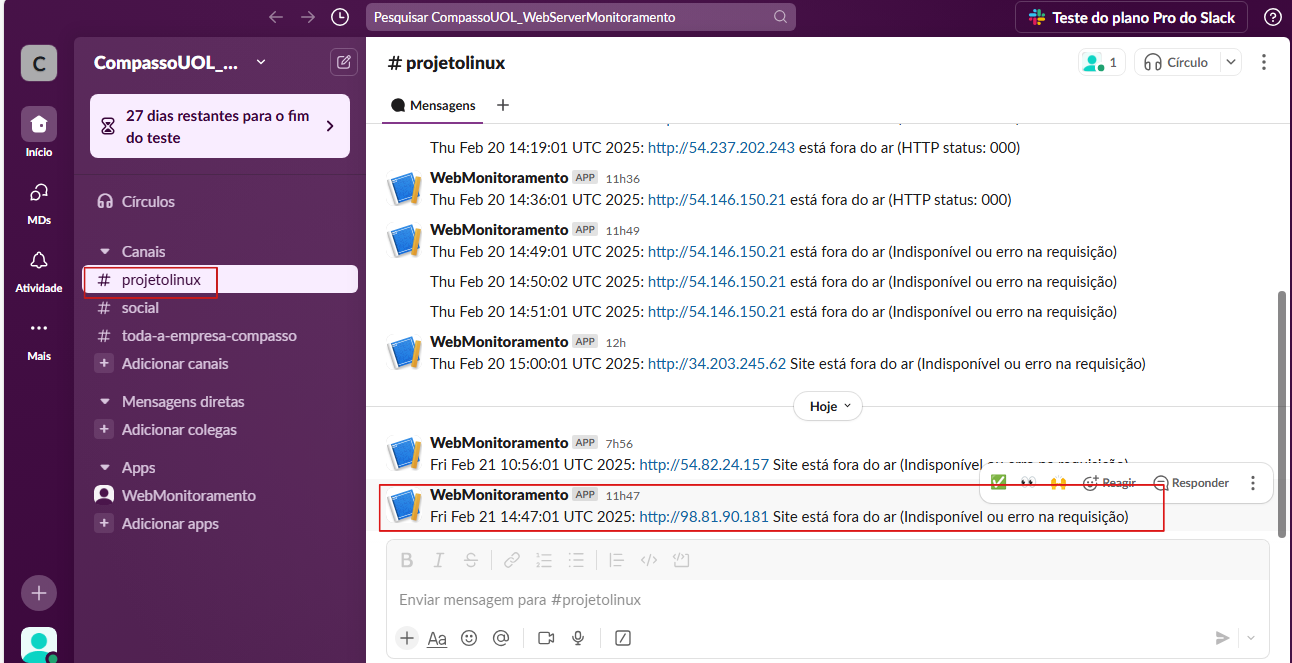 Pesquisar CompassoUOL_WebServerMonitoramento
Teste do plano Pro do Slack
C
Início
MDs
Atividade
Mais
CompassoUOL_...
27 dias restantes para o fim
do teste
Círculos
Canais
# projetolinux
# social
# toda-a-empresa-compasso
+ Adicionar canais
Mensagens diretas
+ Adicionar colegas
Apps
WebMonitoramento
+ Adicionar apps
# projetolinux
1
Círculo
Mensagens
Thu Feb 20 14:19:01 UTC 2025: http://54.237.202.243 está fora do ar (HTTP status: 000)
WebMonitoramento APP 11h36
Thu Feb 20 14:36:01 UTC 2025: http://54.146.150.21 está fora do ar (HTTP status: 000)
WebMonitoramento APP 11h49
Thu Feb 20 14:49:01 UTC 2025: http://54.146.150.21 está fora do ar (Indisponível ou erro na requisição)
Thu Feb 20 14:50:02 UTC 2025: http://54.146.150.21 está fora do ar (Indisponível ou erro na requisição)
Thu Feb 20 14:51:01 UTC 2025: http://54.146.150.21 está fora do ar (Indisponível ou erro na requisição)
WebMonitoramento APP 12h
Thu Feb 20 15:00:01 UTC 2025: http://34.203.245.62 Site está fora do ar (Indisponível ou erro na requisição)
Hoje
WebMonitoramento APP 7h56
Fri Feb 21 10:56:01 UTC 2025: http://54.82.24.157 Site está fora do ar (Indisponível ou erro na requisição)
Reagir
Responder
WebMonitoramento APP 11h47
Fri Feb 21 14:47:01 UTC 2025: http://98.81.90.181 Site está fora do ar (Indisponível ou erro na requisição)
B I S
Enviar mensagem para #projetolinux
Aa